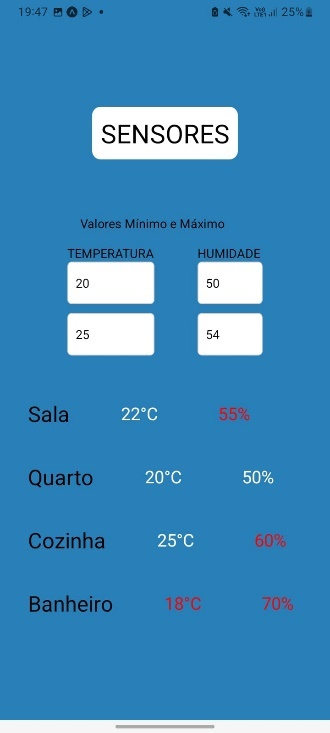 19:47 25%
SENSORES
Valores Mínimo e Máximo
TEMPERATURA HUMIDADE
20 50
25 54
Sala 22°C 55%
Quarto 20°C 50%
Cozinha 25°C 60%
Banheiro 18°C 70%